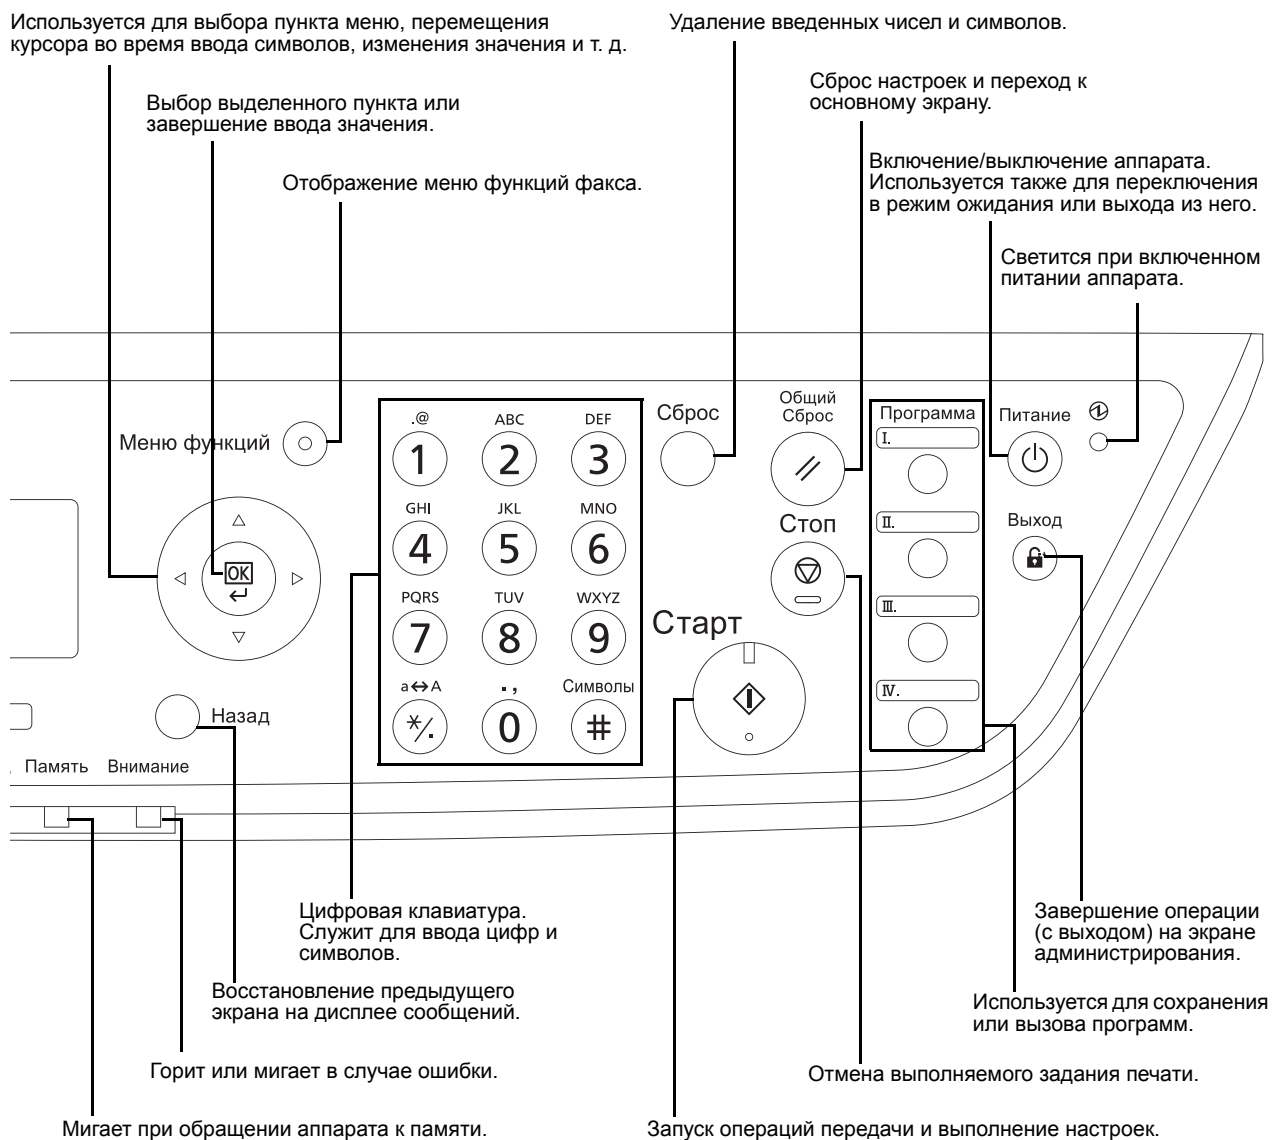 Используется для выбора пункта меню, перемещения
курсора во время ввода символов, изменения значения и т. д.
Удаление введенных чисел и символов.
Выбор выделенного пункта или
завершение ввода значения.
Сброс настроек и переход к
основному экрану.
Отображение меню функций факса.
Включение/выключение аппарата.
Используется также для переключения
в режим ожидания или выхода из него.
Светится при включенном
питании аппарата.
Меню функций
OK
Назад
Память
Внимание
.@
ABC
DEF
1
2
3
GHI
JKL
MNO
4
5
6
PQRS
TUV
WXYZ
7
8
9
a↔A
.,
Символы
*/.
0
#
Сброс
Общий
Сброс
Стоп
Старт
Программа
I.
II.
III.
IV.
Питание
Выход
Цифровая клавиатура.
Служит для ввода цифр и
символов.
Завершение операции
(с выходом) на экране
администрирования.
Восстановление предыдущего
экрана на дисплее сообщений.
Используется для сохранения
или вызова программ.
Горит или мигает в случае ошибки.
Отмена выполняемого задания печати.
Мигает при обращении аппарата к памяти.
Запуск операций передачи и выполнение настроек.